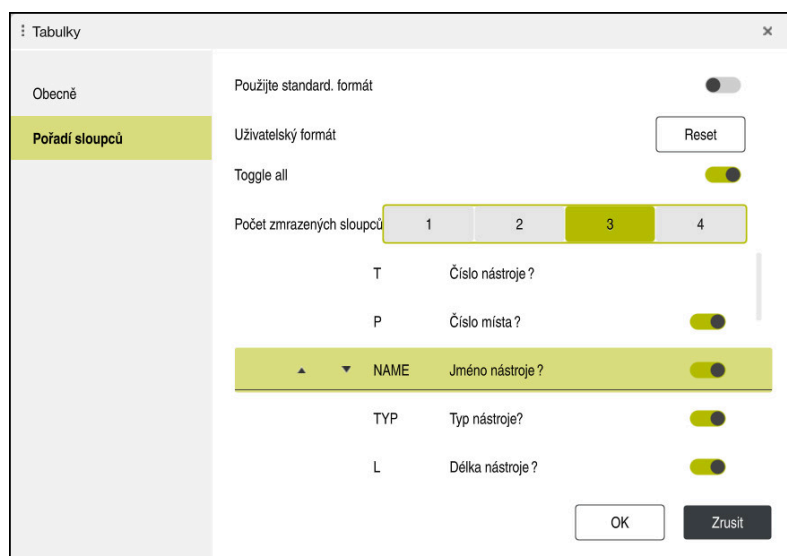 Tabulky
Obecně
Pořadí sloupců
Použijte standard. formát
Uživatelský formát Reset
Toggle all
Počet zmrazených sloupců 1 2 3 4
T Číslo nástroje?
P Číslo místa?
NAME Jméno nástroje?
TYP Typ nástroje?
L Délka nástroje?
OK Zrusit